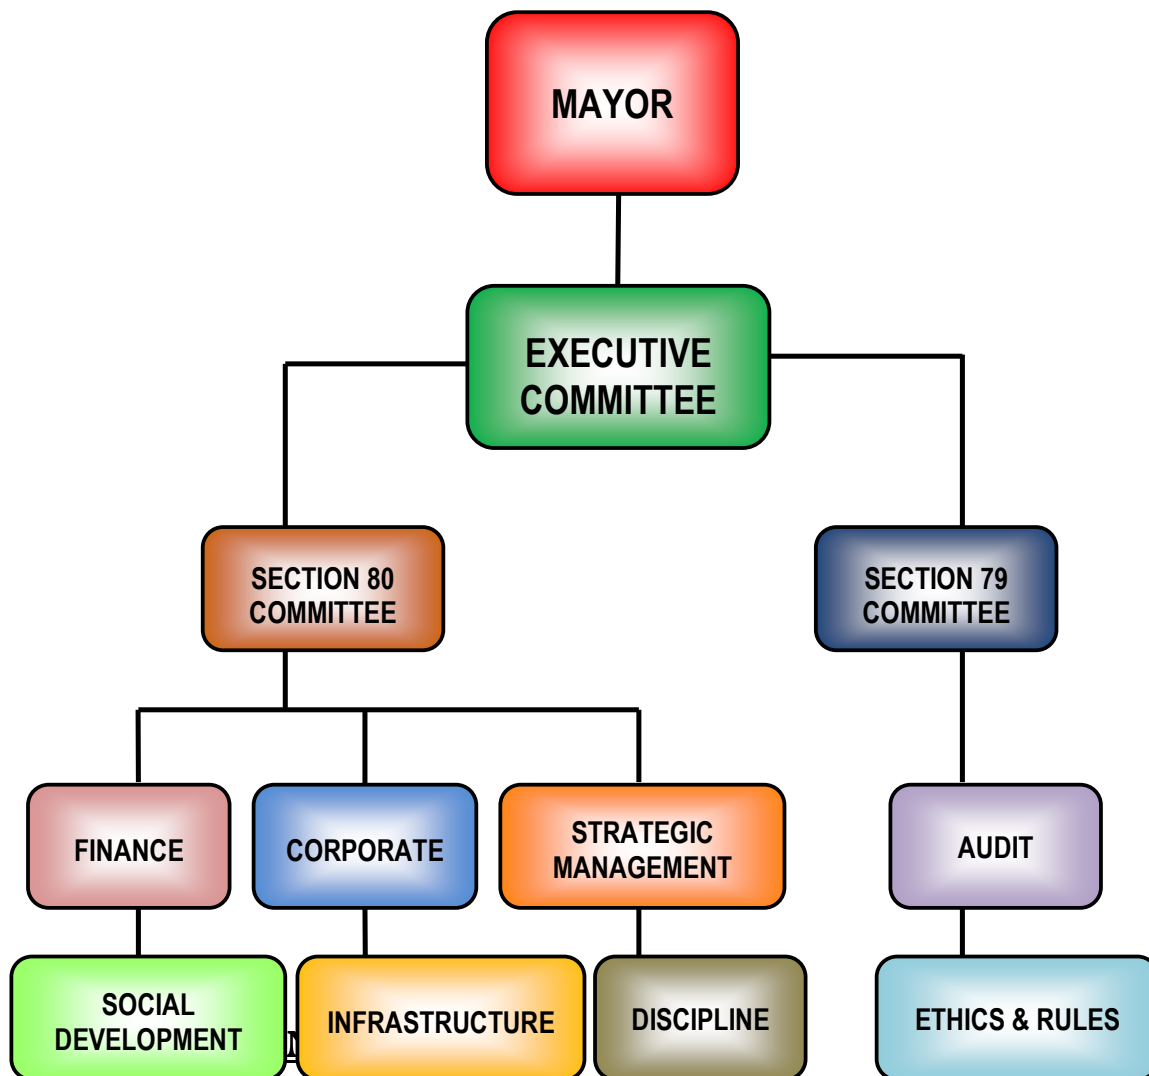 MAYOR
EXECUTIVE
COMMITTEE
SECTION 80
COMMITTEE
SECTION 79
COMMITTEE
FINANCE
CORPORATE
STRATEGIC
MANAGEMENT
AUDIT
SOCIAL
DEVELOPMENT
INFRASTRUCTURE
DISCIPLINE
ETHICS & RULES